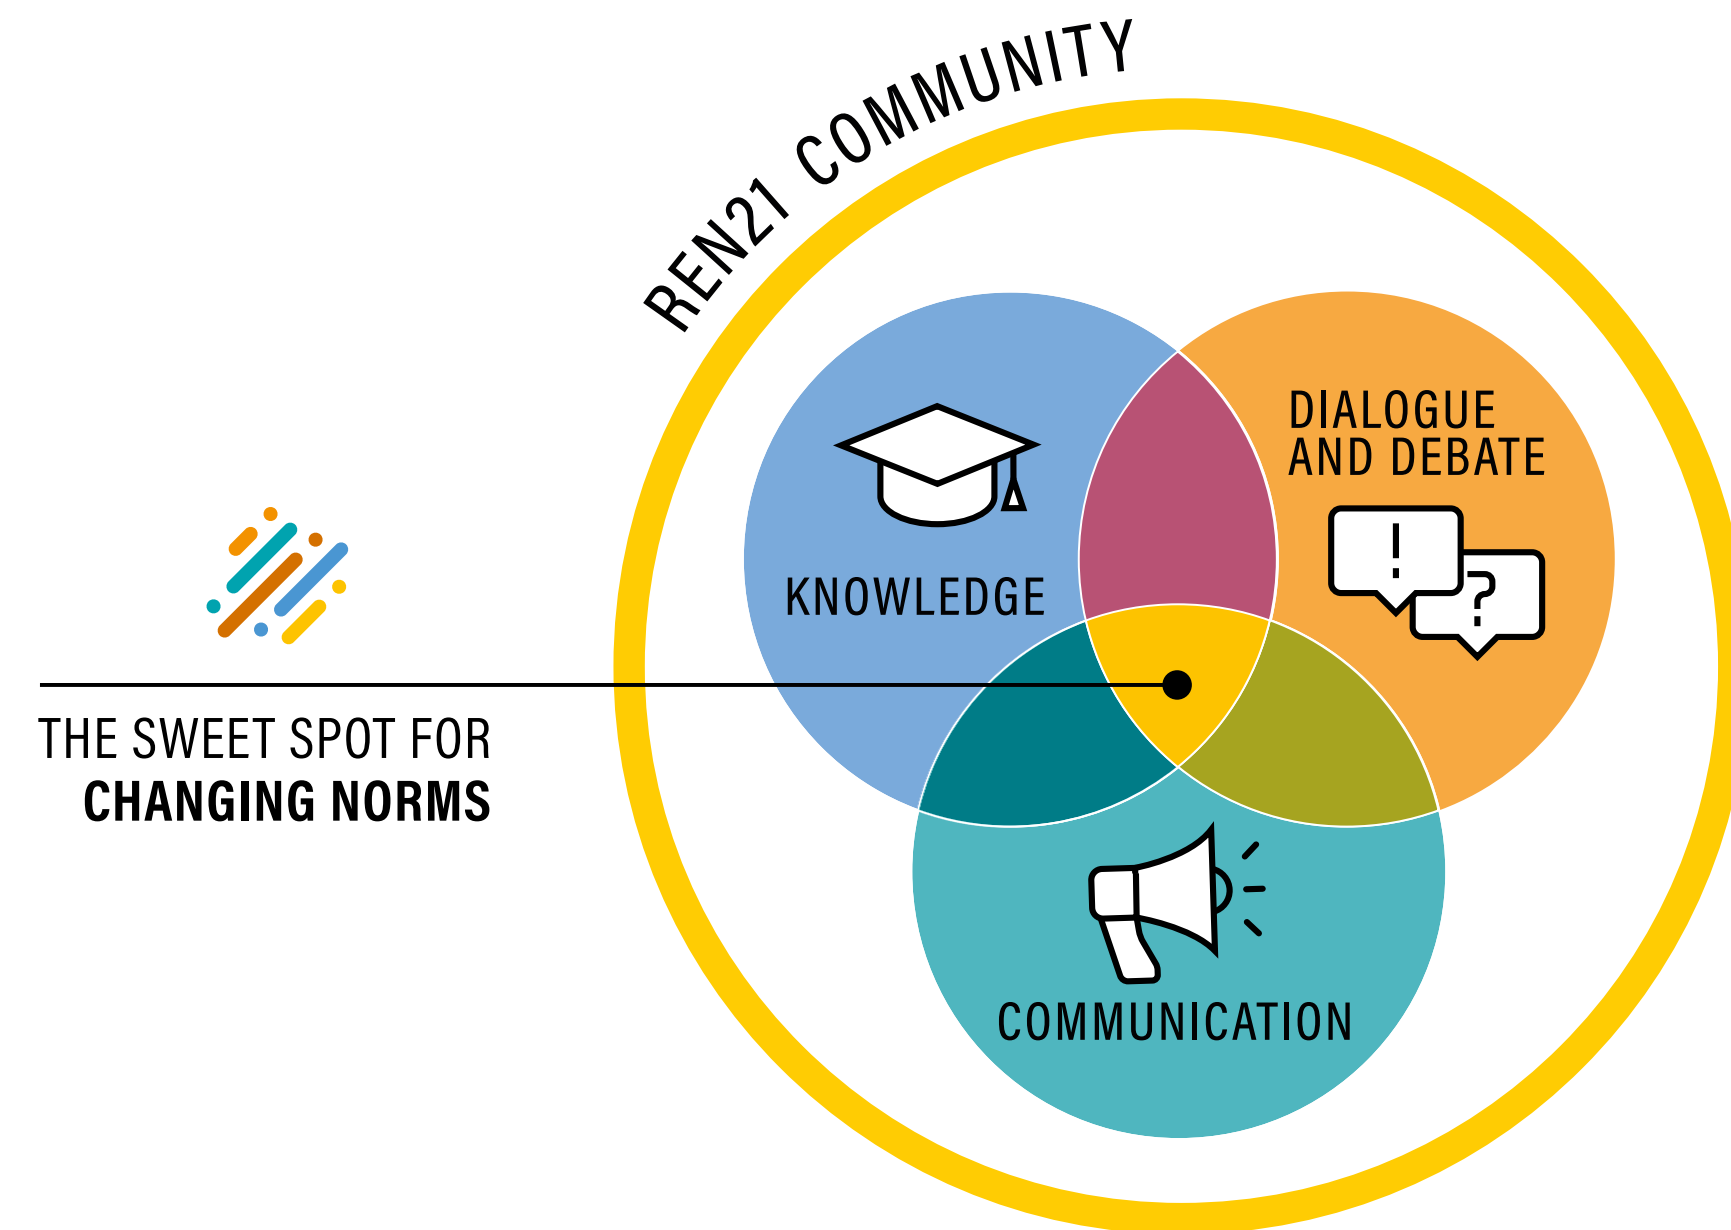 REN21 COMMUNITY
DIALOGUE
AND DEBATE
!
?
KNOWLEDGE
THE SWEET SPOT FOR
CHANGING NORMS
COMMUNICATION